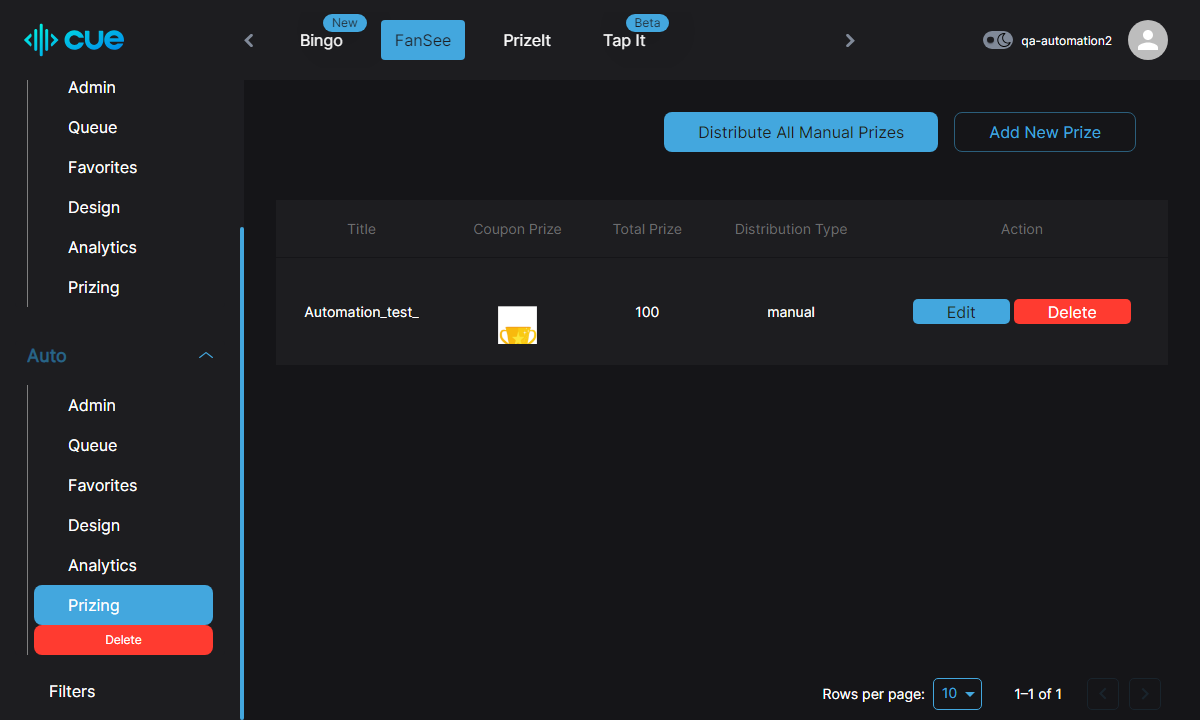 cue
New
Bingo
FanSee
PrizeIt
Beta
Tap It
qa-automation2
Admin
Queue
Favorites
Design
Analytics
Prizing
Auto
Admin
Queue
Favorites
Design
Analytics
Prizing
Delete
Filters
Distribute All Manual Prizes
Add New Prize
Title Coupon Prize Total Prize Distribution Type Action
Automation_test_ 100 manual Edit Delete
Rows per page: 10 1–1 of 1